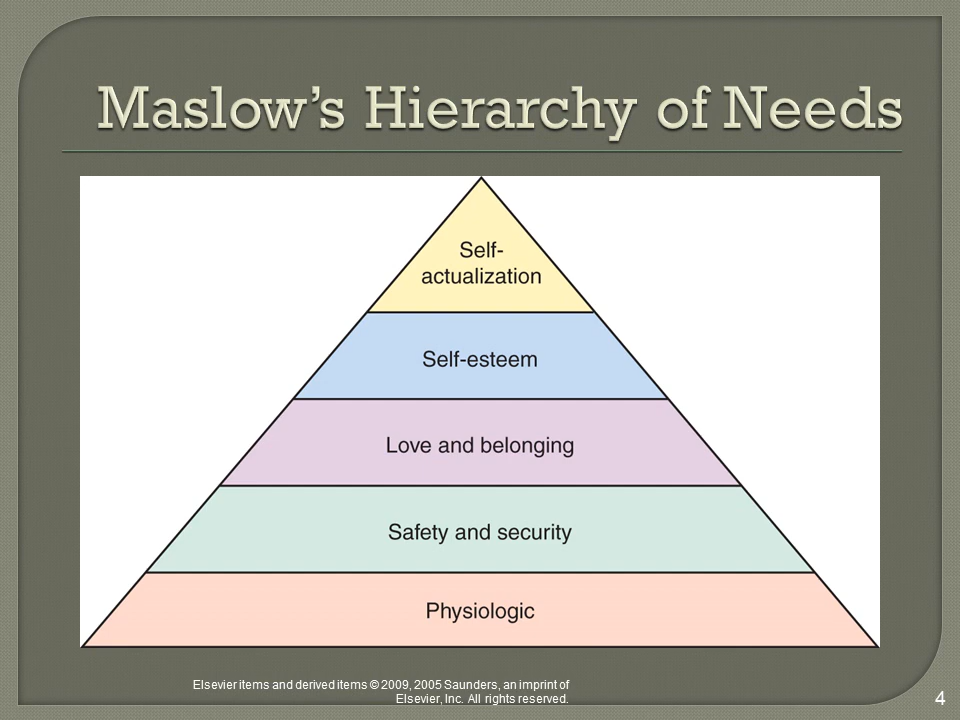 Maslow’s Hierarchy of Needs
Self-
actualization
Self-esteem
Love and belonging
Safety and security
Physiologic
Elsevier items and derived items © 2009, 2005 Saunders, an imprint of
Elsevier, Inc. All rights reserved.
4